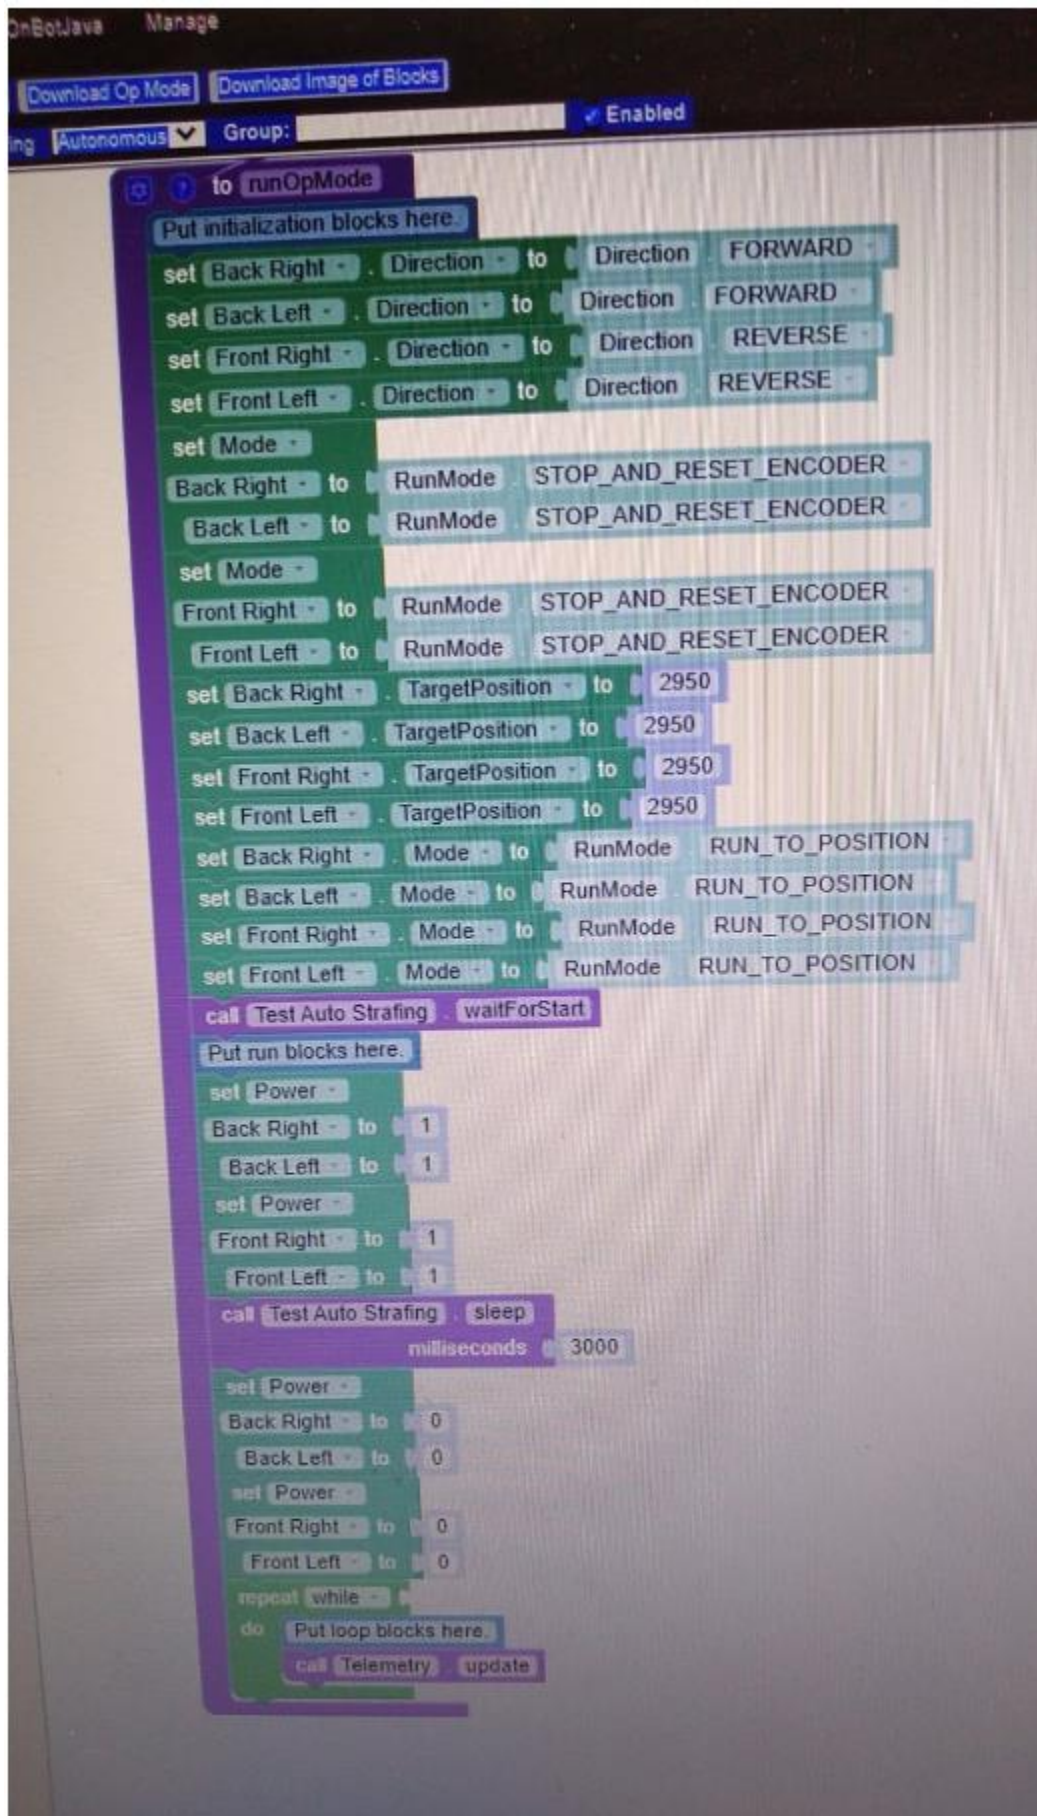 OnBotJava Manage
Download Op Mode Download Image of Blocks
ing Autonomous Group: Enabled
to runOpMode
Put initialization blocks here.
set Back Right . Direction to Direction . FORWARD
set Back Left . Direction to Direction . FORWARD
set Front Right . Direction to Direction . REVERSE
set Front Left . Direction to Direction . REVERSE
set Mode
Back Right to RunMode . STOP_AND_RESET_ENCODER
Back Left to RunMode . STOP_AND_RESET_ENCODER
set Mode
Front Right to RunMode . STOP_AND_RESET_ENCODER
Front Left to RunMode . STOP_AND_RESET_ENCODER
set Back Right . TargetPosition to 2950
set Back Left . TargetPosition to 2950
set Front Right . TargetPosition to 2950
set Front Left . TargetPosition to 2950
set Back Right . Mode to RunMode . RUN_TO_POSITION
set Back Left . Mode to RunMode . RUN_TO_POSITION
set Front Right . Mode to RunMode . RUN_TO_POSITION
set Front Left . Mode to RunMode . RUN_TO_POSITION
call Test Auto Strafing . waitForStart
Put run blocks here.
set Power
Back Right to 1
Back Left to 1
set Power
Front Right to 1
Front Left to 1
call Test Auto Strafing . sleep
milliseconds 3000
set Power
Back Right to 0
Back Left to 0
set Power
Front Right to 0
Front Left to 0
repeat while
do Put loop blocks here.
call Telemetry . update